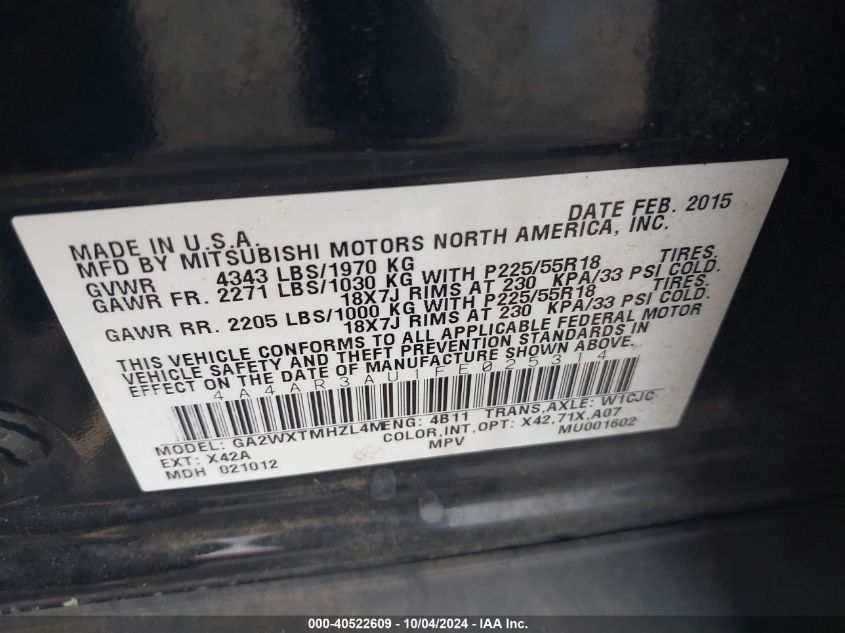 MADE IN U.S.A. DATE FEB. 2015
MFD BY MITSUBISHI MOTORS NORTH AMERICA, INC.
GVWR 4343 LBS/1970 KG
GAWR FR. 2271 LBS/1030 KG WITH P225/55R18 TIRES.
18X7J RIMS AT 230 KPA/33 PSI COLD.
GAWR RR. 2205 LBS/1000 KG WITH P225/55R18 TIRES.
18X7J RIMS AT 230 KPA/33 PSI COLD.
THIS VEHICLE CONFORMS TO ALL APPLICABLE FEDERAL MOTOR
VEHICLE SAFETY AND THEFT PREVENTION STANDARDS IN
EFFECT ON THE DATE OF MANUFACTURE SHOWN ABOVE.
4A4AR3AU1FE025314
MODEL: GA2WXTMHZL4M ENG: 4B11 TRANS,AXLE: W1CJC
EXT: X42A COLOR,INT,OPT: X42,71X,A07
MDH 021012 MPV MU001602
000-40522609 - 10/04/2024 - IAA Inc.